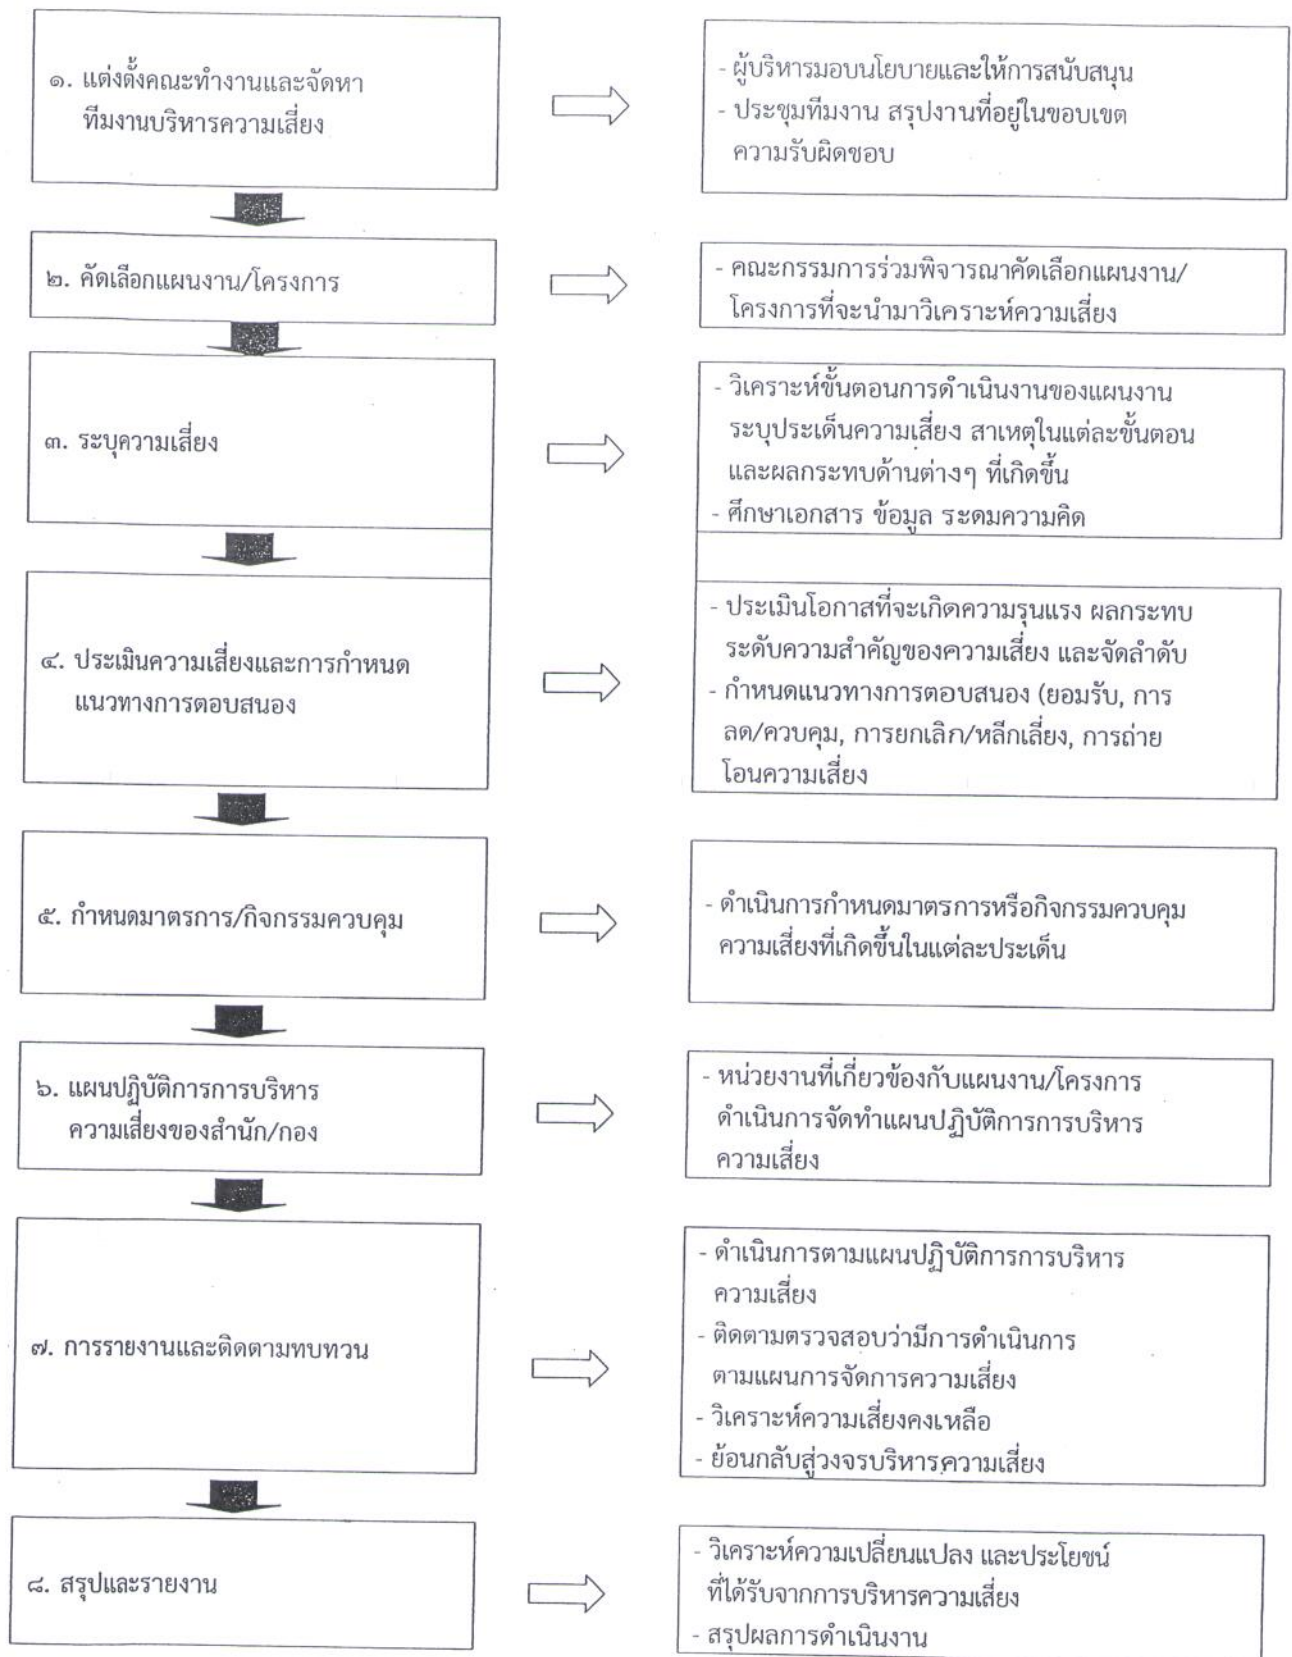 ๑. แต่งตั้งคณะทำงานและจัดหา
ทีมงานบริหารความเสี่ยง
- ผู้บริหารมอบนโยบายและให้การสนับสนุน
- ประชุมทีมงาน สรุปงานที่อยู่ในขอบเขต
ความรับผิดชอบ
๒. คัดเลือกแผนงาน/โครงการ
- คณะกรรมการร่วมพิจารณาคัดเลือกแผนงาน/
โครงการที่จะนำมาวิเคราะห์ความเสี่ยง
๓. ระบุความเสี่ยง
- วิเคราะห์ขั้นตอนการดำเนินงานของแผนงาน
ระบุประเด็นความเสี่ยง สาเหตุในแต่ละขั้นตอน
และผลกระทบด้านต่างๆ ที่เกิดขึ้น
- ศึกษาเอกสาร ข้อมูล ระดมความคิด
๔. ประเมินความเสี่ยงและการกำหนด
แนวทางการตอบสนอง
- ประเมินโอกาสที่จะเกิดความรุนแรง ผลกระทบ
ระดับความสำคัญของความเสี่ยง และจัดลำดับ
- กำหนดแนวทางการตอบสนอง (ยอมรับ, การ
ลด/ควบคุม, การยกเลิก/หลีกเลี่ยง, การถ่าย
โอนความเสี่ยง
๕. กำหนดมาตรการ/กิจกรรมควบคุม
- ดำเนินการกำหนดมาตรการหรือกิจกรรมควบคุม
ความเสี่ยงที่เกิดขึ้นในแต่ละประเด็น
๖. แผนปฏิบัติการการบริหาร
ความเสี่ยงของสำนัก/กอง
- หน่วยงานที่เกี่ยวข้องกับแผนงาน/โครงการ
ดำเนินการจัดทำแผนปฏิบัติการการบริหาร
ความเสี่ยง
๗. การรายงานและติดตามทบทวน
- ดำเนินการตามแผนปฏิบัติการการบริหาร
ความเสี่ยง
- ติดตามตรวจสอบว่ามีการดำเนินการ
ตามแผนการจัดการความเสี่ยง
- วิเคราะห์ความเสี่ยงคงเหลือ
- ย้อนกลับสู่วงจรบริหารความเสี่ยง
๘. สรุปและรายงาน
- วิเคราะห์ความเปลี่ยนแปลง และประโยชน์
ที่ได้รับจากการบริหารความเสี่ยง
- สรุปผลการดำเนินงาน